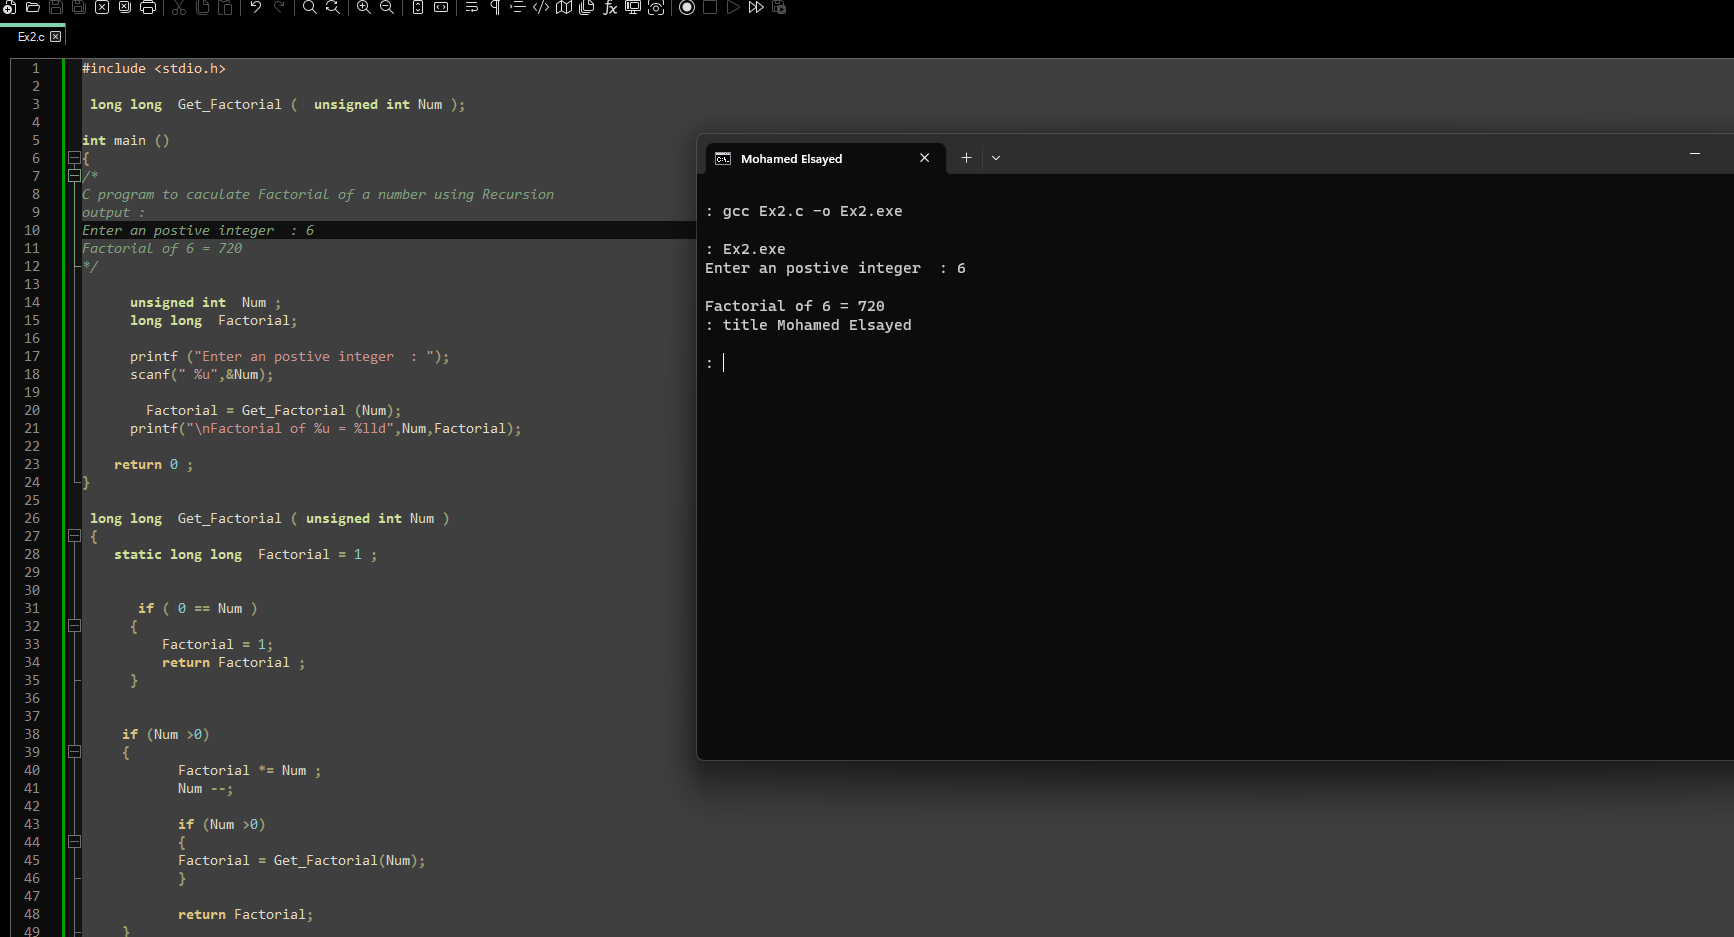 Ex2.c
1 #include <stdio.h>
2
3 long long  Get_Factorial (  unsigned int Num );
4
5 int main ()
6 {
7 /*
8 C program to caculate Factorial of a number using Recursion
9 output :
10 Enter an postive integer  : 6
11 Factorial of 6 = 720
12 */
13
14 unsigned int  Num ;
15 long long  Factorial;
16
17 printf ("Enter an postive integer  : ");
18 scanf(" %u",&Num);
19
20 Factorial = Get_Factorial (Num);
21 printf("\nFactorial of %u = %lld",Num,Factorial);
22
23 return 0 ;
24 }
25
26 long long  Get_Factorial ( unsigned int Num )
27 {
28 static long long  Factorial = 1 ;
29
30
31 if ( 0 == Num )
32 {
33 Factorial = 1;
34 return Factorial ;
35 }
36
37
38 if (Num >0)
39 {
40 Factorial *= Num ;
41 Num --;
42
43 if (Num >0)
44 {
45 Factorial = Get_Factorial(Num);
46 }
47
48 return Factorial;
49 }
Mohamed Elsayed
: gcc Ex2.c -o Ex2.exe
: Ex2.exe
Enter an postive integer  : 6
Factorial of 6 = 720
: title Mohamed Elsayed
: